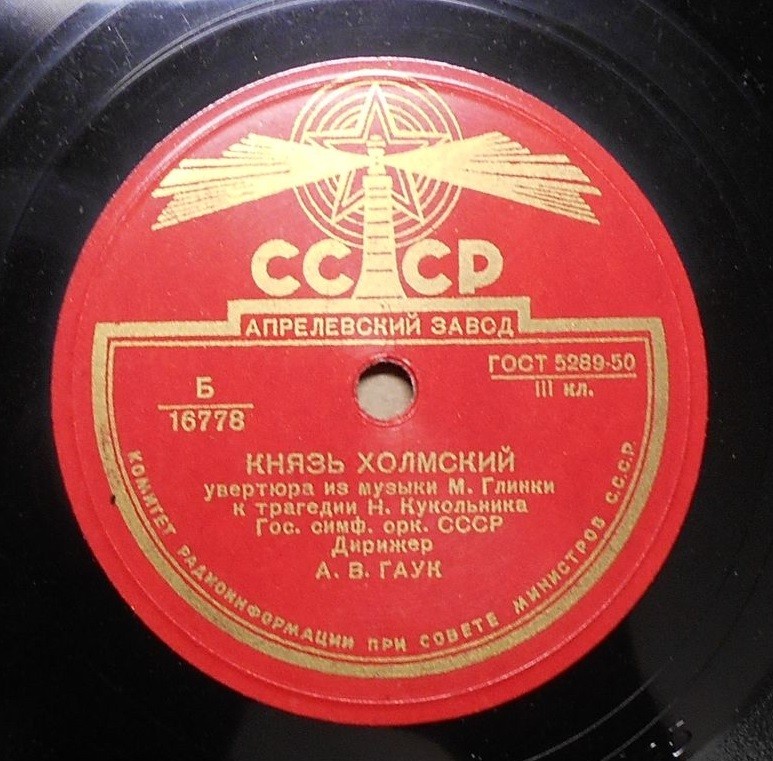 СССР
АПРЕЛЕВСКИЙ ЗАВОД
ГОСТ 5289-50
III кл.
Б
16778
КНЯЗЬ ХОЛМСКИЙ
увертюра из музыки М. Глинки
к трагедии Н. Кукольника
Гос. симф. орк. СССР
Дирижер
А. В. ГАУК
КОМИТЕТ РАДИОИНФОРМАЦИИ ПРИ СОВЕТЕ МИНИСТРОВ С.С.С.Р.